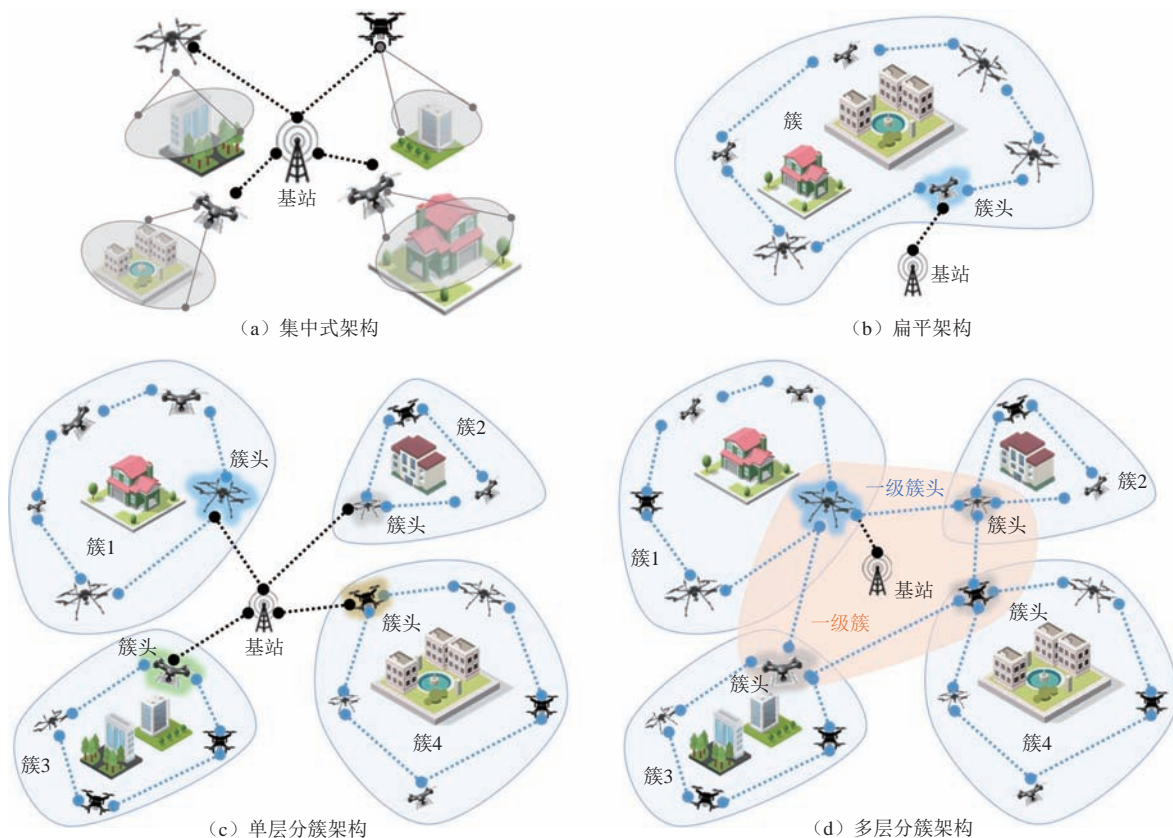 基站
（a）集中式架构
簇
簇头
基站
（b）扁平架构
簇头
簇1
簇2
簇头
基站
簇头
簇头
簇3
簇4
（c）单层分簇架构
簇1
一级簇头
簇2
簇头
基站
一级簇
簇头
簇头
簇3
簇4
（d）多层分簇架构